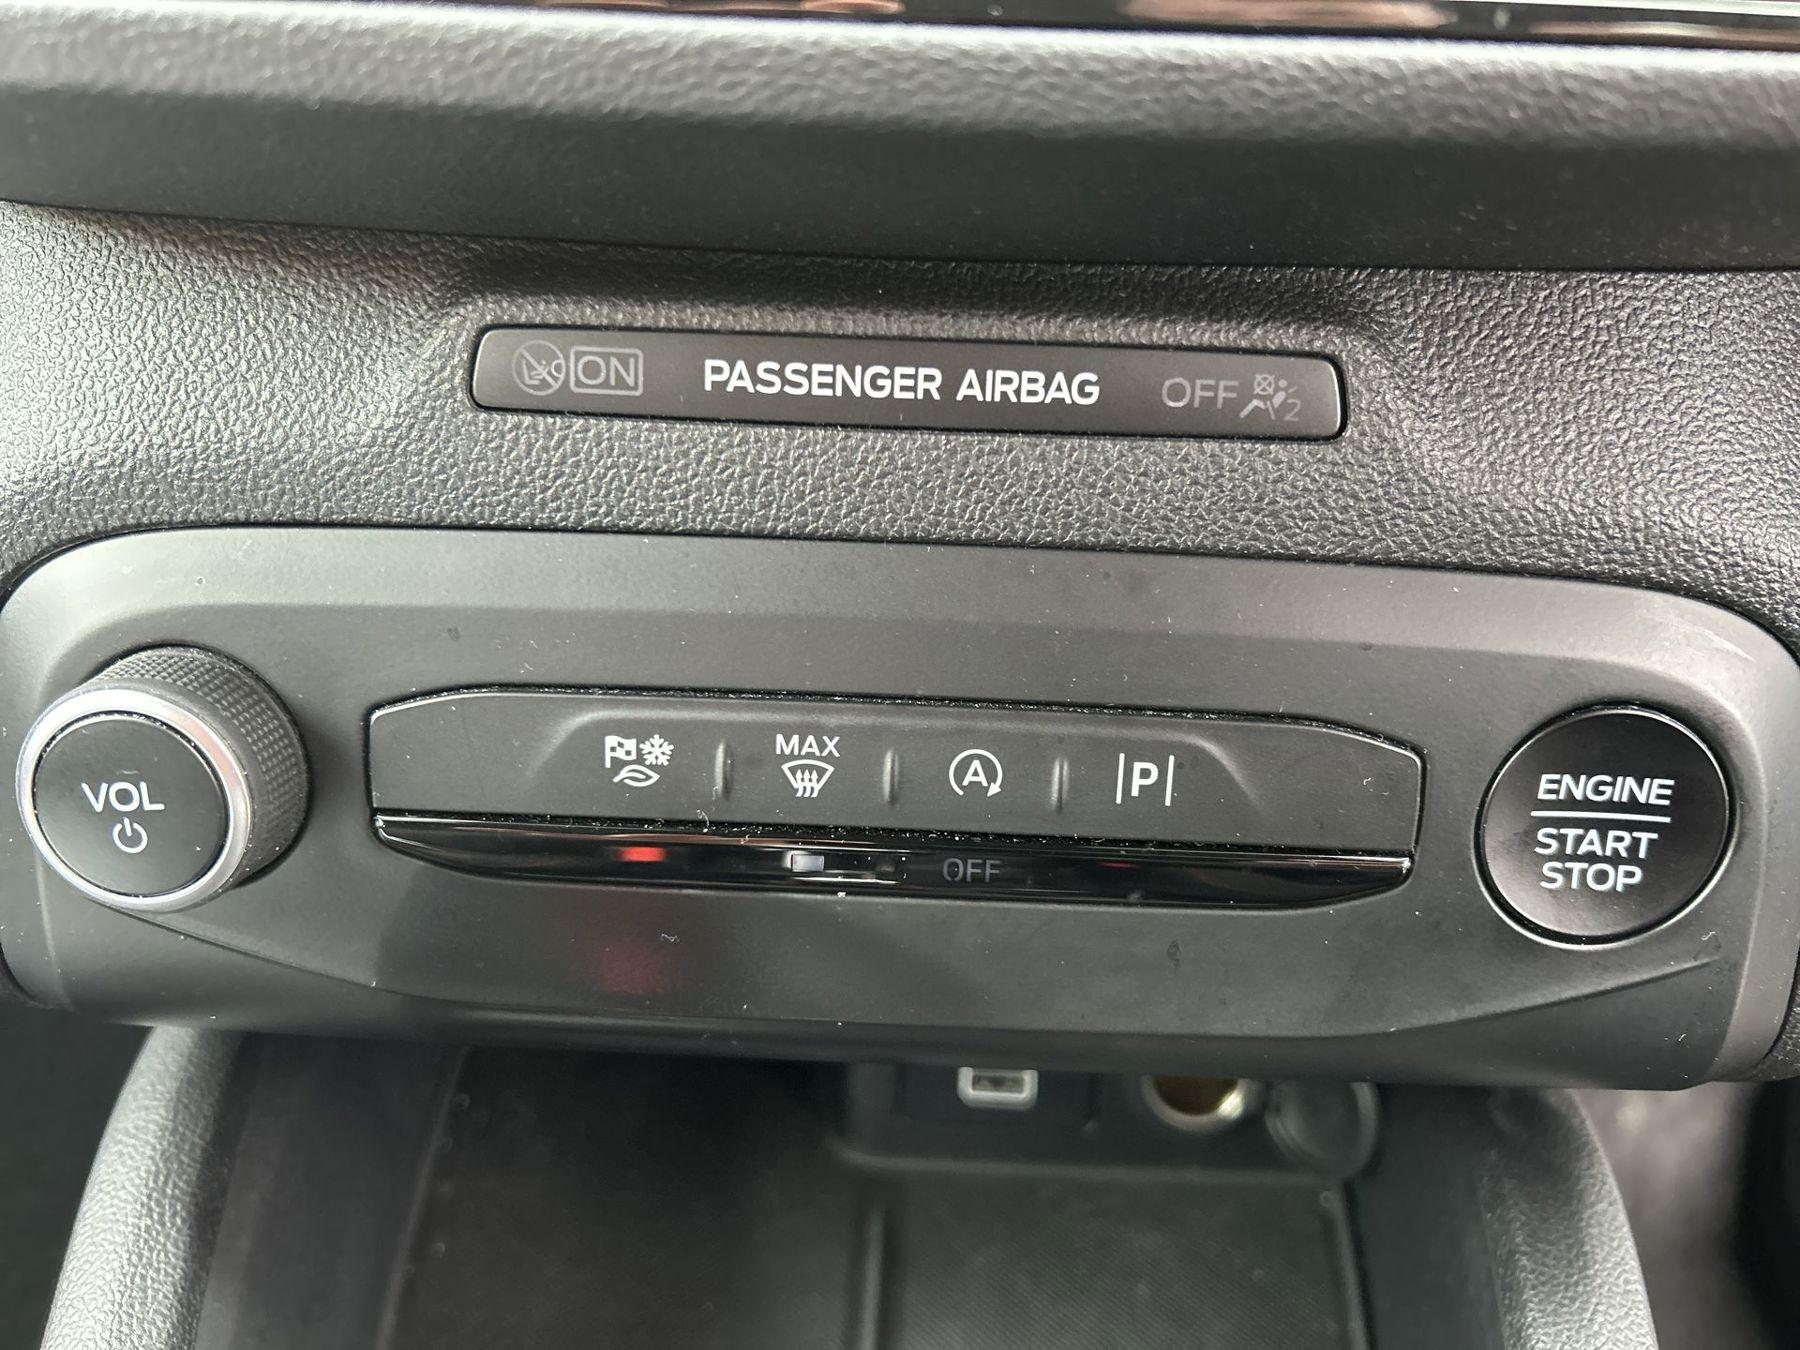 ON PASSENGER AIRBAG OFF 2
VOL
MAX
A
P
OFF
ENGINE
START
STOP